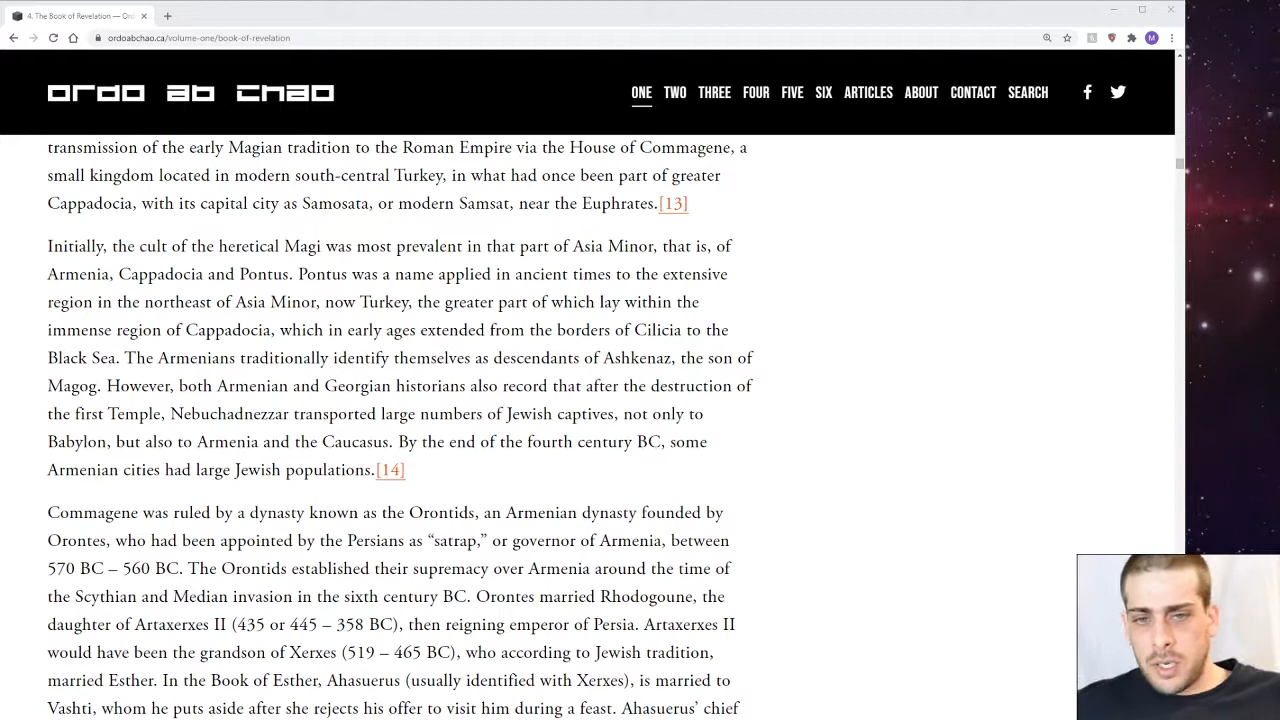 4. The Book of Revelation — Ord
ordoabchao.ca/volume-one/book-of-revelation
M
ordo ab chao
ONE TWO THREE FOUR FIVE SIX ARTICLES ABOUT CONTACT SEARCH
transmission of the early Magian tradition to the Roman Empire via the House of Commagene, a
small kingdom located in modern south-central Turkey, in what had once been part of greater
Cappadocia, with its capital city as Samosata, or modern Samsat, near the Euphrates.[13]
Initially, the cult of the heretical Magi was most prevalent in that part of Asia Minor, that is, of
Armenia, Cappadocia and Pontus. Pontus was a name applied in ancient times to the extensive
region in the northeast of Asia Minor, now Turkey, the greater part of which lay within the
immense region of Cappadocia, which in early ages extended from the borders of Cilicia to the
Black Sea. The Armenians traditionally identify themselves as descendants of Ashkenaz, the son of
Magog. However, both Armenian and Georgian historians also record that after the destruction of
the first Temple, Nebuchadnezzar transported large numbers of Jewish captives, not only to
Babylon, but also to Armenia and the Caucasus. By the end of the fourth century BC, some
Armenian cities had large Jewish populations.[14]
Commagene was ruled by a dynasty known as the Orontids, an Armenian dynasty founded by
Orontes, who had been appointed by the Persians as “satrap,” or governor of Armenia, between
570 BC – 560 BC. The Orontids established their supremacy over Armenia around the time of
the Scythian and Median invasion in the sixth century BC. Orontes married Rhodogoune, the
daughter of Artaxerxes II (435 or 445 – 358 BC), then reigning emperor of Persia. Artaxerxes II
would have been the grandson of Xerxes (519 – 465 BC), who according to Jewish tradition,
married Esther. In the Book of Esther, Ahasuerus (usually identified with Xerxes), is married to
Vashti, whom he puts aside after she rejects his offer to visit him during a feast. Ahasuerus’ chief